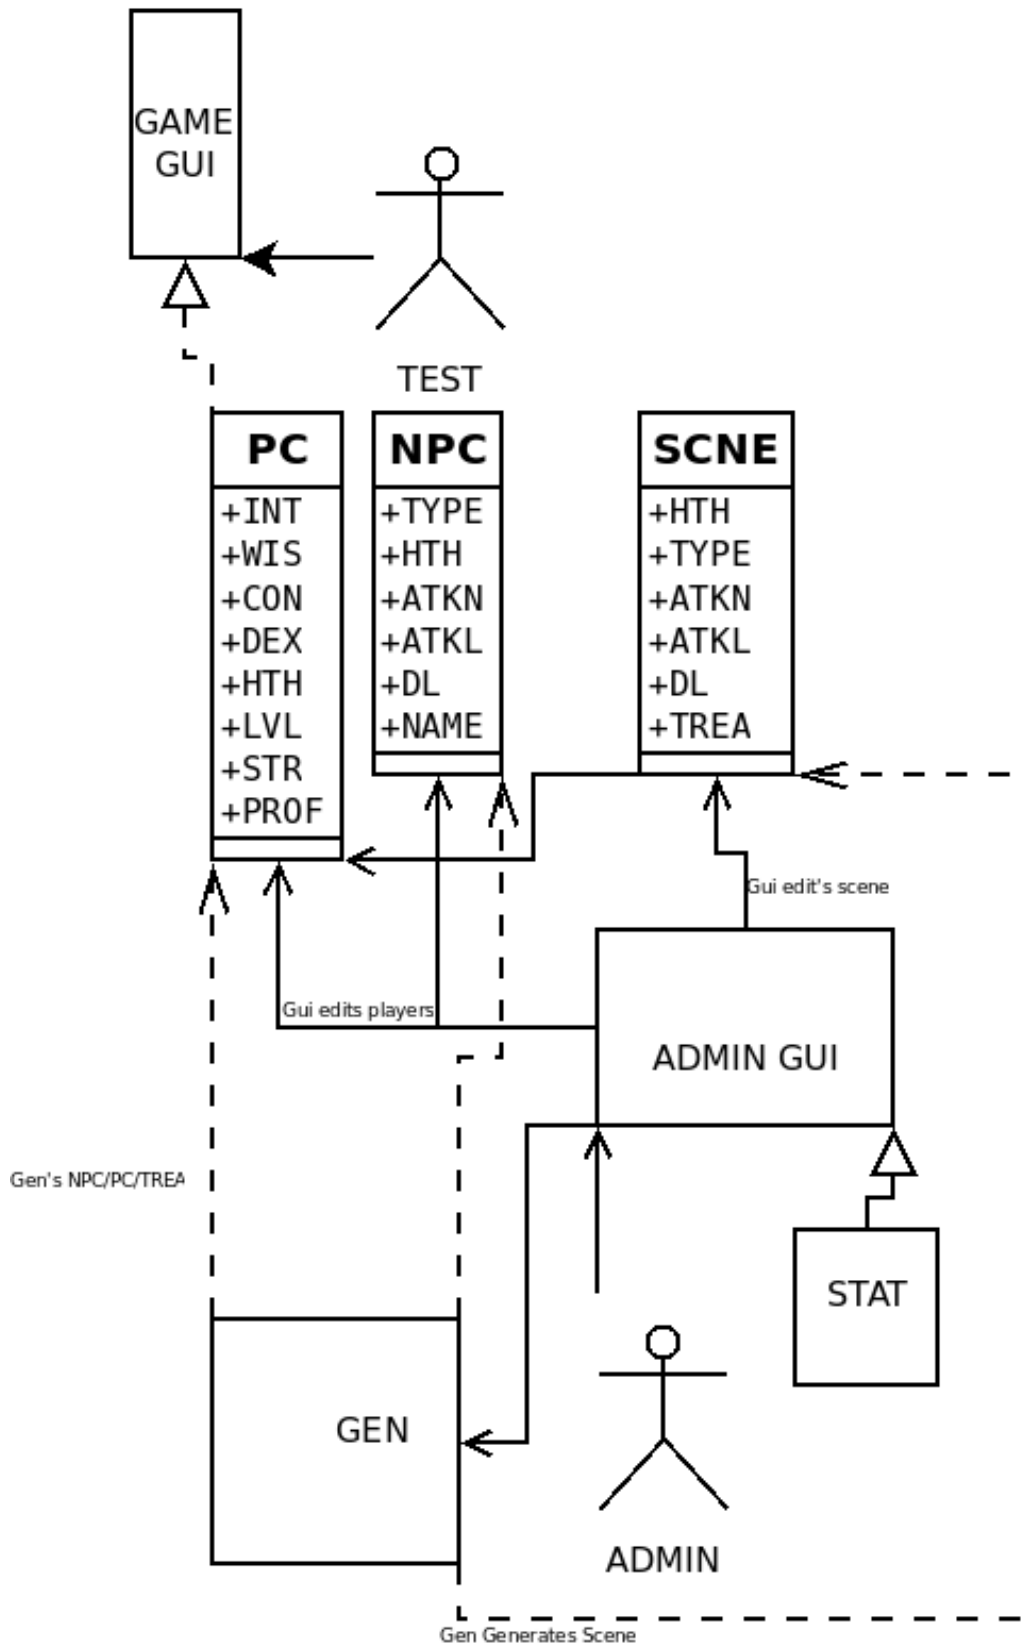 GAME
GUI
TEST
PC
+INT
+WIS
+CON
+DEX
+HTH
+LVL
+STR
+PROF
NPC
+TYPE
+HTH
+ATKN
+ATKL
+DL
+NAME
SCNE
+HTH
+TYPE
+ATKN
+ATKL
+DL
+TREA
Gui edit's scene
Gui edits players
ADMIN GUI
Gen's NPC/PC/TREA
STAT
GEN
ADMIN
Gen Generates Scene